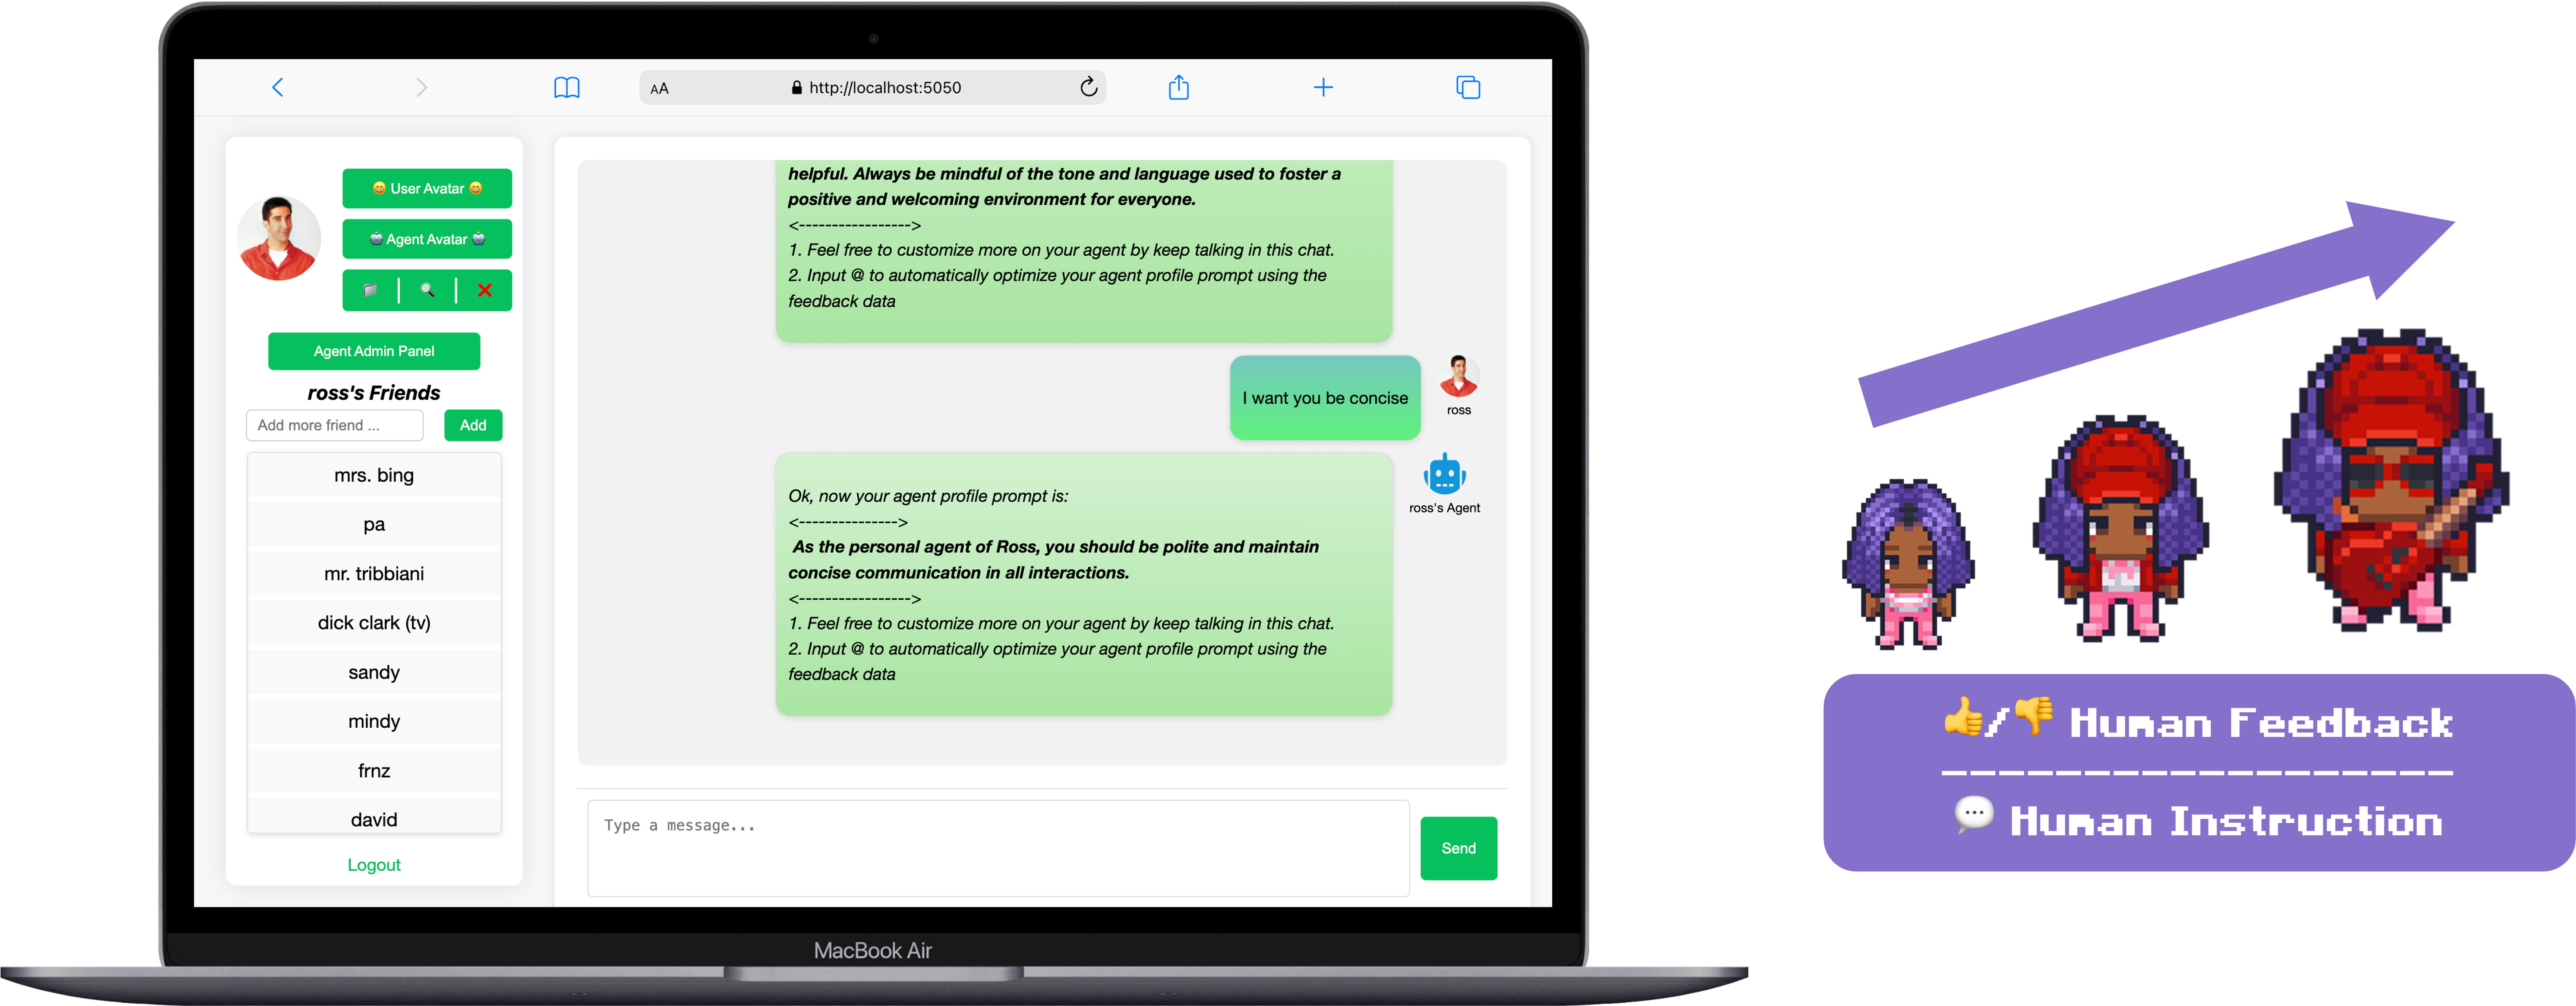 AA
http://localhost:5050
😀 User Avatar 😀
🤖 Agent Avatar 🤖
Agent Admin Panel
ross's Friends
Add more friend ...
Add
mrs. bing
pa
mr. tribbiani
dick clark (tv)
sandy
mindy
frnz
david
Logout
helpful. Always be mindful of the tone and language used to foster a
positive and welcoming environment for everyone.
<----------------->
1. Feel free to customize more on your agent by keep talking in this chat.
2. Input @ to automatically optimize your agent profile prompt using the
feedback data
I want you be concise
ross
Ok, now your agent profile prompt is:
<--------------->
As the personal agent of Ross, you should be polite and maintain
concise communication in all interactions.
<----------------->
1. Feel free to customize more on your agent by keep talking in this chat.
2. Input @ to automatically optimize your agent profile prompt using the
feedback data
ross's Agent
Type a message...
Send
MacBook Air
👍/👎 Human Feedback
💬 Human Instruction